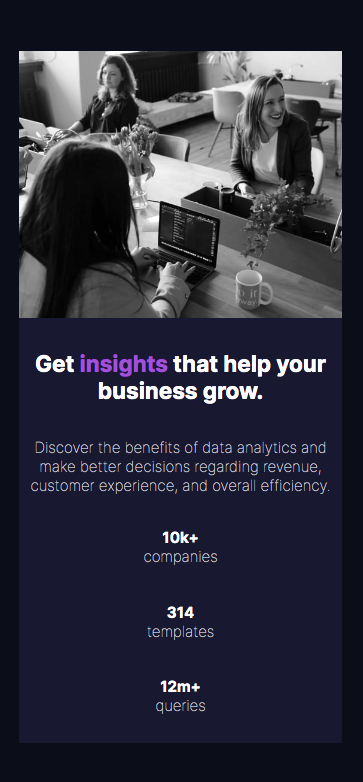 Get insights that help your
business grow.
Discover the benefits of data analytics and
make better decisions regarding revenue,
customer experience, and overall efficiency.
10k+
companies
314
templates
12m+
queries